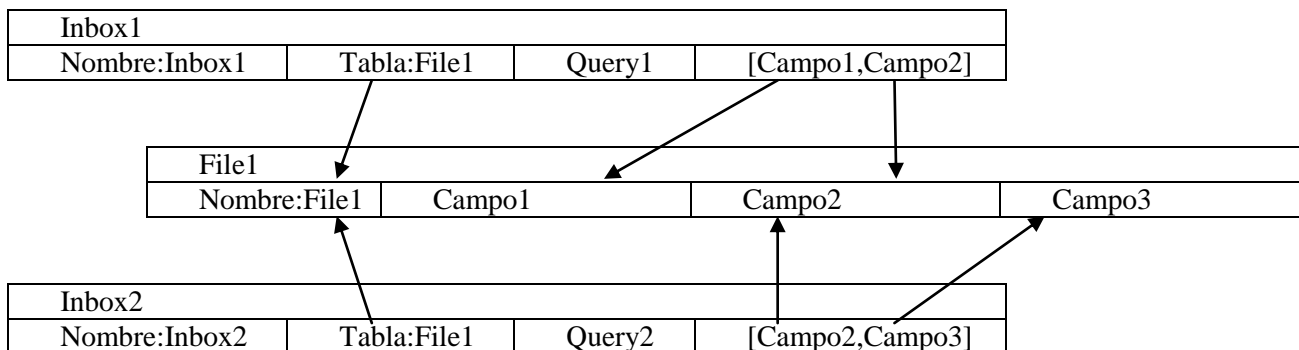 Inbox1
Nombre:Inbox1 Tabla:File1 Query1 [Campo1,Campo2]
File1
Nombre:File1 Campo1 Campo2 Campo3
Inbox2
Nombre:Inbox2 Tabla:File1 Query2 [Campo2,Campo3]